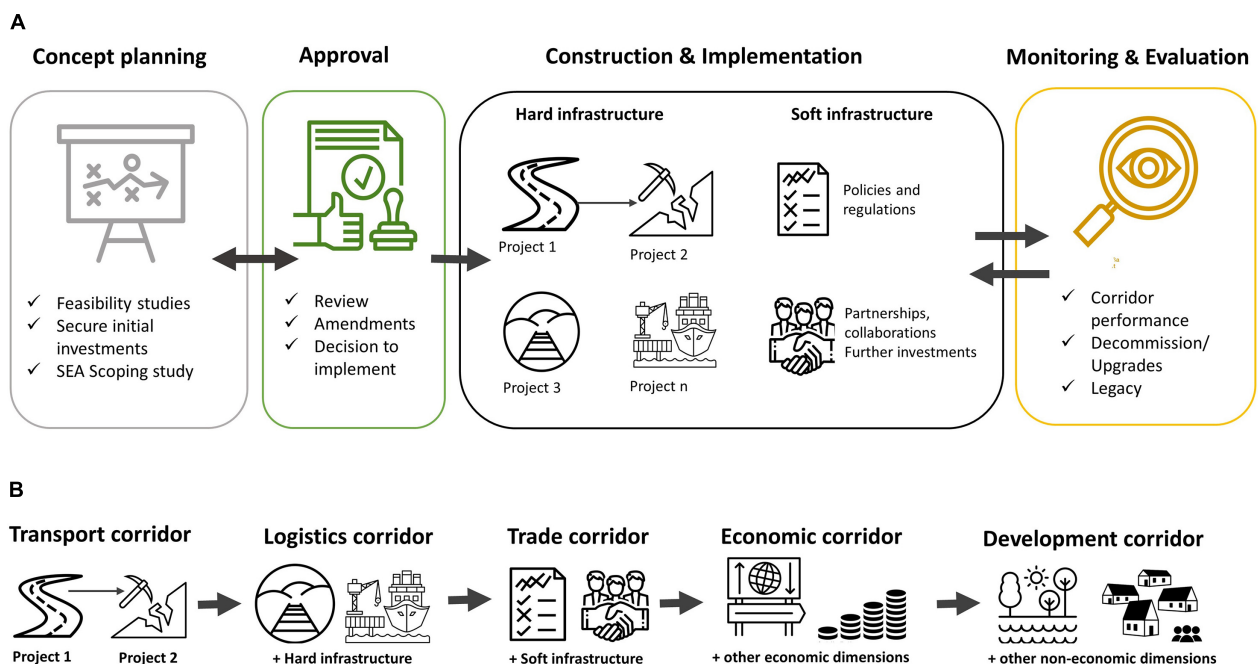 A
Concept planning
Approval
Construction & Implementation
Monitoring & Evaluation
Hard infrastructure
Soft infrastructure
Project 1
Project 2
Project 3
Project n
Policies and
regulations
Partnerships,
collaborations
Further investments
✓ Feasibility studies
✓ Secure initial
investments
✓ SEA Scoping study
✓ Review
✓ Amendments
✓ Decision to
implement
✓ Corridor
performance
✓ Decommission/
Upgrades
✓ Legacy
B
Transport corridor
Logistics corridor
Trade corridor
Economic corridor
Development corridor
Project 1
Project 2
+ Hard infrastructure
+ Soft infrastructure
+ other economic dimensions
+ other non-economic dimensions